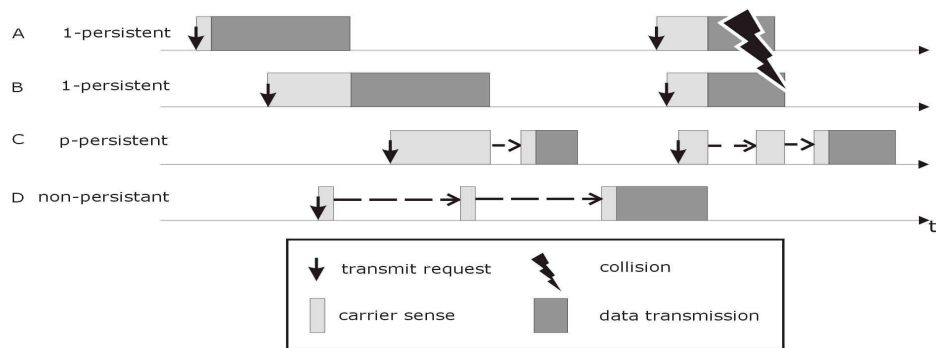 A 1-persistent
B 1-persistent
C p-persistent
D non-persistant
t
transmit request
collision
carrier sense
data transmission